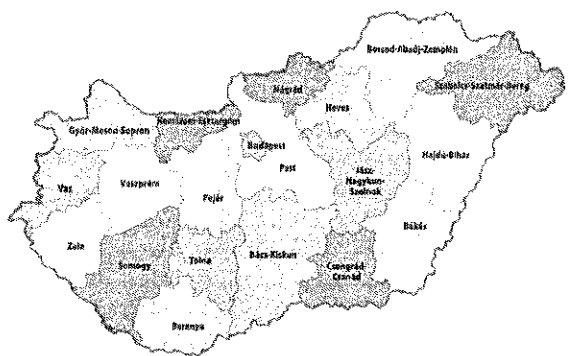 Borsod-Abaúj-Zemplén
Szabolcs-Szatmár-Bereg
Nógrád
Heves
Komárom-Esztergom
Győr-Moson-Sopron
Budapest
Pest
Hajdú-Bihar
Jász-
Nagykun-
Szolnok
Vas
Veszprém
Fejér
Békés
Zala
Somogy
Tolna
Bács-Kiskun
Csongrád-
Csanád
Baranya